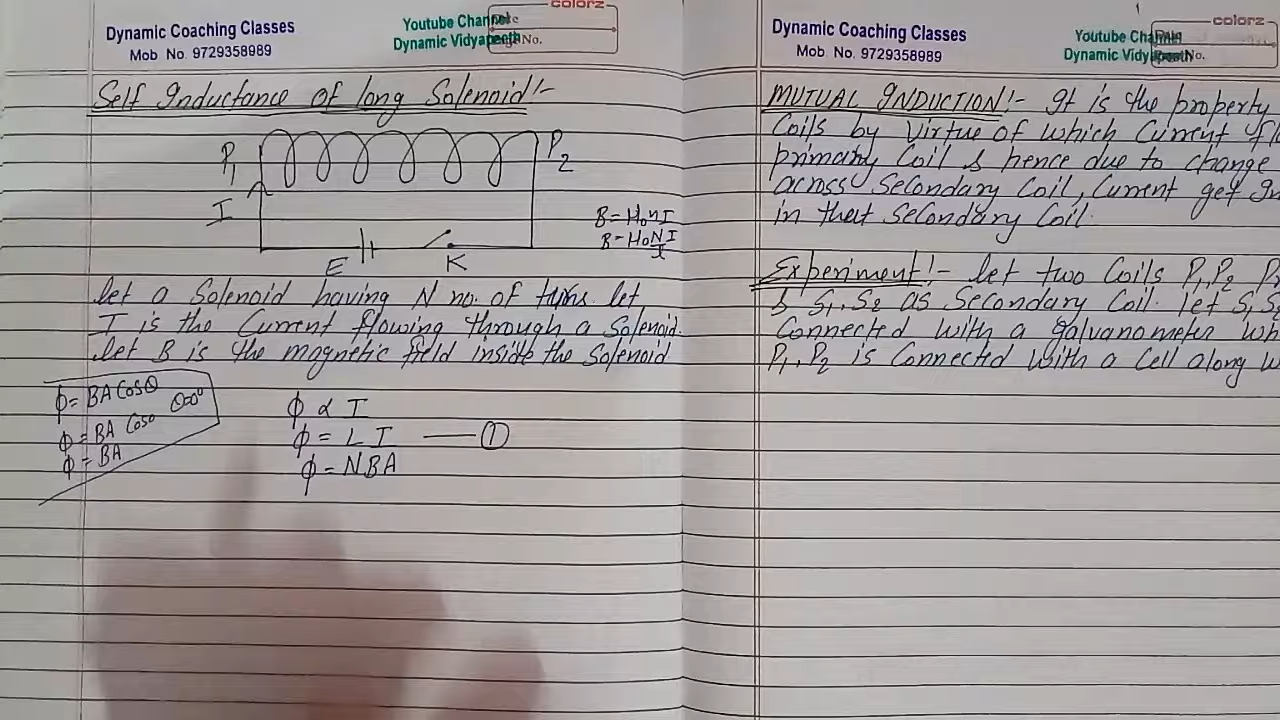 Dynamic Coaching Classes
Mob. No. 9729358989
Youtube Channel
Dynamic Vidyapeeth
colorz
No.
Self Inductance of long Solenoid:-
P1
P2
I
E
K
B = μ0nI
B = μ0NI
l
Let a Solenoid having N no. of turns. let
I is the Current flowing through a Solenoid.
Let B is the magnetic field inside the Solenoid
ϕ = BA Cosθ
θ=0°
ϕ = BA Cos0
ϕ = BA
ϕ ∝ I
ϕ = LI —— ①
ϕ = NBA
Dynamic Coaching Classes
Mob. No. 9729358989
Youtube
Dynamic
colorz
No.
MUTUAL INDUCTION:- It is the property
Coils by virtue of which Current
primary Coil & hence due to change
across Secondary Coil, Current get
in that Secondary Coil.
Experiment:- let two Coils P1,P2
& S1,S2 as Secondary Coil. let S1
Connected with a galvanometer
P1,P2 is Connected with a Cell along